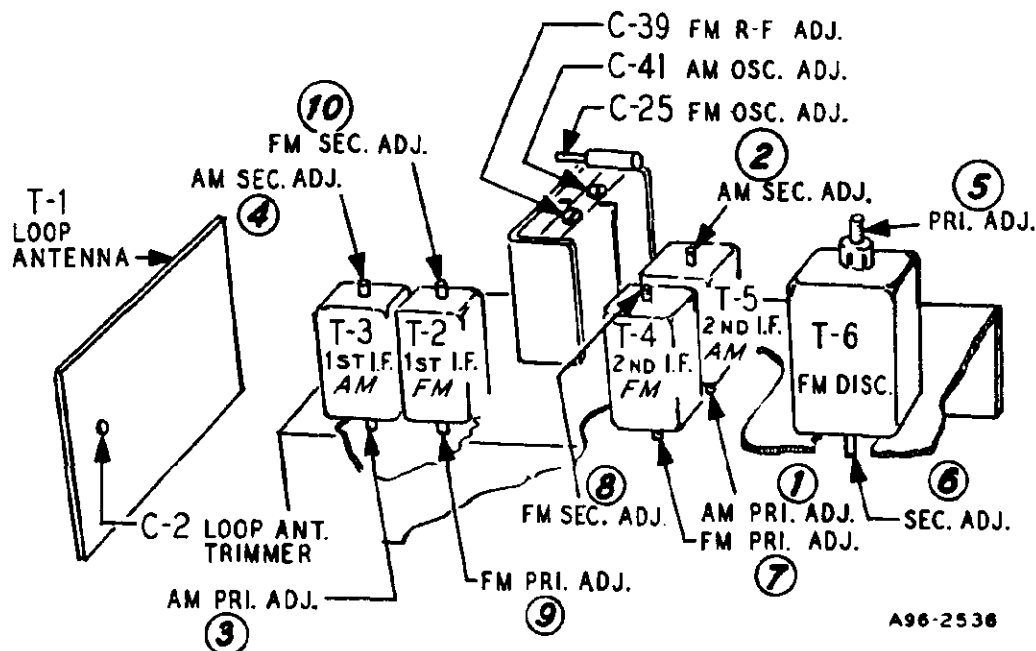 C-39 FM R-F ADJ.
C-41 AM OSC. ADJ.
C-25 FM OSC. ADJ.
10
FM SEC. ADJ.
2
AM SEC. ADJ.
AM SEC. ADJ.
4
5
PRI. ADJ.
T-1
LOOP
ANTENNA
T-3
1ST I.F.
AM
T-2
1ST I.F.
FM
T-4
2ND I.F.
FM
T-5
2ND I.F.
AM
T-6
FM DISC.
8
FM SEC. ADJ.
1
AM PRI. ADJ.
FM PRI. ADJ.
7
6
SEC. ADJ.
C-2 LOOP ANT.
TRIMMER
AM PRI. ADJ.
3
FM PRI. ADJ.
9
A96-2536